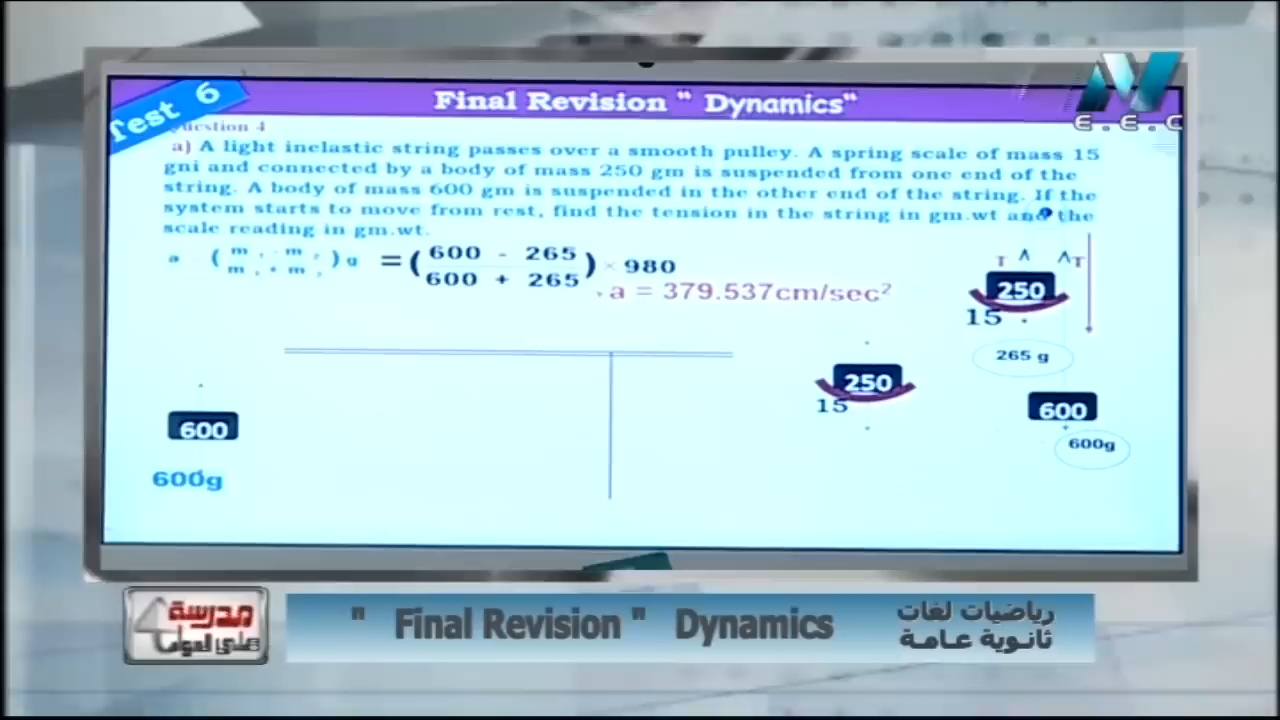 Test 6
Final Revision " Dynamics"
E.E.C
Question 4
a) A light inelastic string passes over a smooth pulley. A spring scale of mass 15
gni and connected by a body of mass 250 gm is suspended from one end of the
string. A body of mass 600 gm is suspended in the other end of the string. If the
system starts to move from rest, find the tension in the string in gm.wt and the
scale reading in gm.wt.
= ( 600 - 265 / 600 + 265 ) × 980
a = 379.537cm/sec²
T T
250
15
265 g
250
15
600
600g
600
600g
مدرسة
على الهواء
" Final Revision " Dynamics
رياضيات لغات
ثانوية عامة